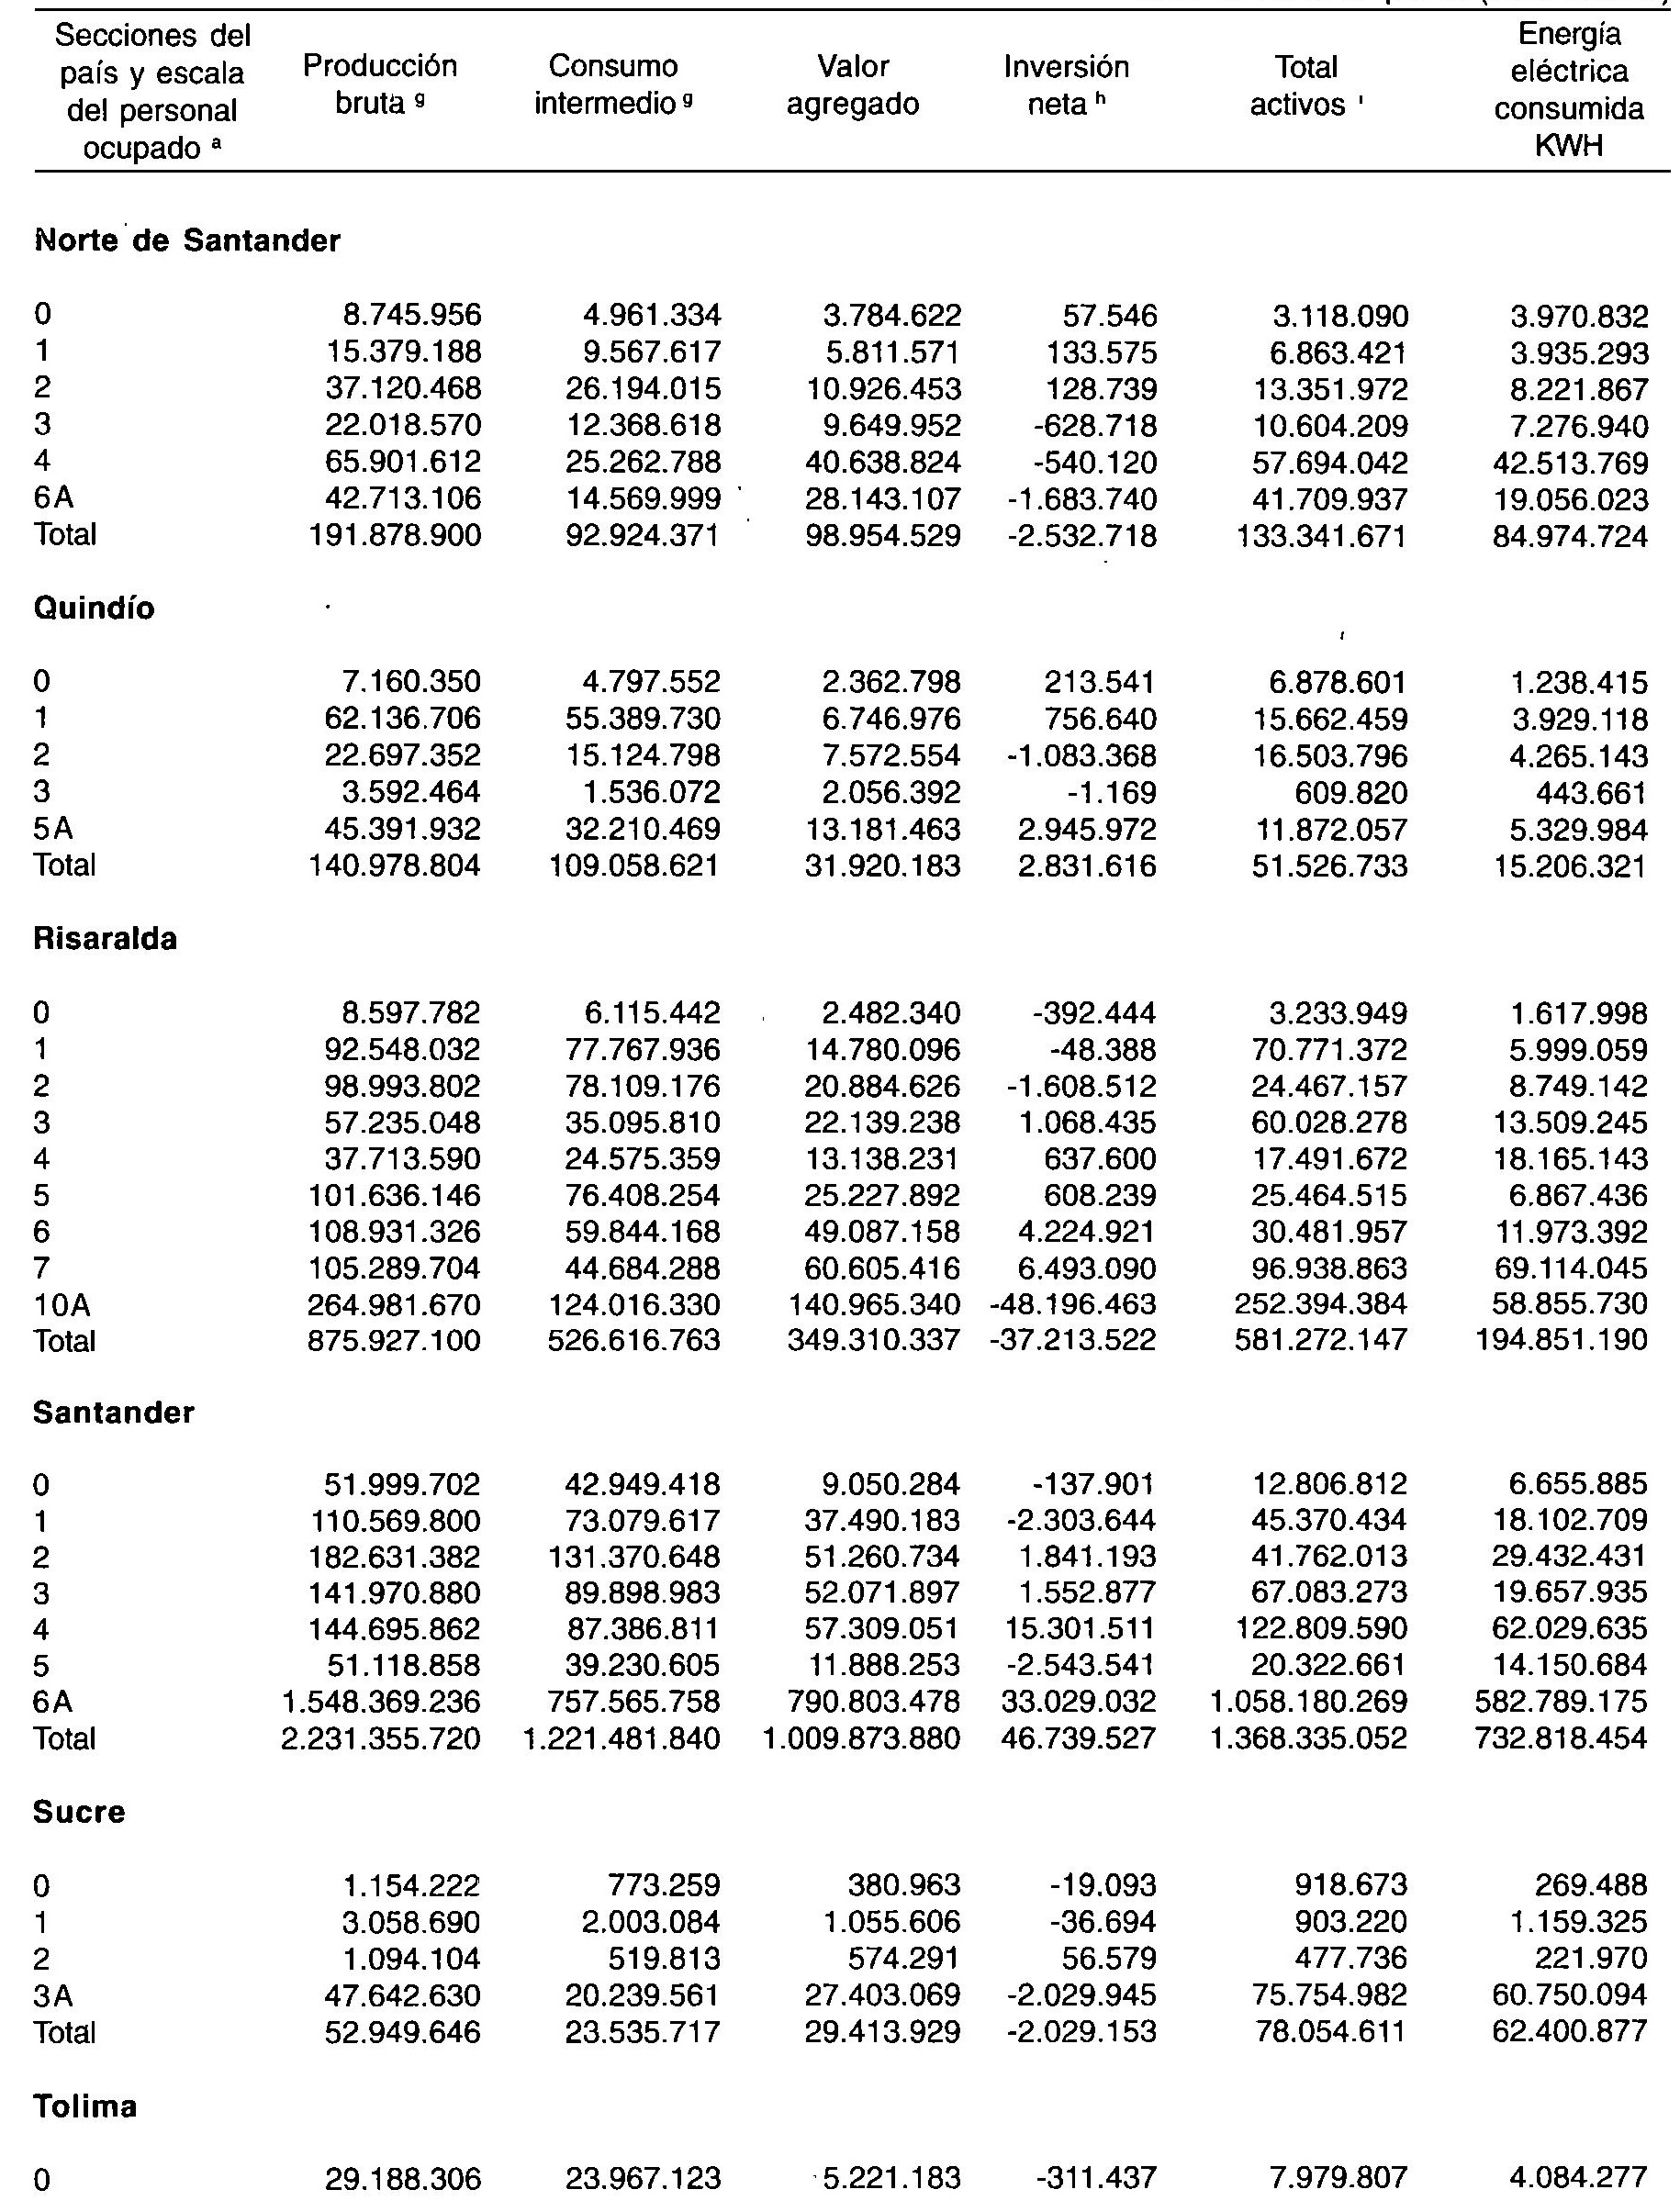 Secciones del país y escala del personal ocupado a Producción bruta g Consumo intermedio g Valor agregado Inversión neta h Total activos i Energía eléctrica consumida KWH
Norte de Santander
0 8.745.956 4.961.334 3.784.622 57.546 3.118.090 3.970.832
1 15.379.188 9.567.617 5.811.571 133.575 6.863.421 3.935.293
2 37.120.468 26.194.015 10.926.453 128.739 13.351.972 8.221.867
3 22.018.570 12.368.618 9.649.952 -628.718 10.604.209 7.276.940
4 65.901.612 25.262.788 40.638.824 -540.120 57.694.042 42.513.769
6A 42.713.106 14.569.999 28.143.107 -1.683.740 41.709.937 19.056.023
Total 191.878.900 92.924.371 98.954.529 -2.532.718 133.341.671 84.974.724
Quindío
0 7.160.350 4.797.552 2.362.798 213.541 6.878.601 1.238.415
1 62.136.706 55.389.730 6.746.976 756.640 15.662.459 3.929.118
2 22.697.352 15.124.798 7.572.554 -1.083.368 16.503.796 4.265.143
3 3.592.464 1.536.072 2.056.392 -1.169 609.820 443.661
5A 45.391.932 32.210.469 13.181.463 2.945.972 11.872.057 5.329.984
Total 140.978.804 109.058.621 31.920.183 2.831.616 51.526.733 15.206.321
Risaralda
0 8.597.782 6.115.442 2.482.340 -392.444 3.233.949 1.617.998
1 92.548.032 77.767.936 14.780.096 -48.388 70.771.372 5.999.059
2 98.993.802 78.109.176 20.884.626 -1.608.512 24.467.157 8.749.142
3 57.235.048 35.095.810 22.139.238 1.068.435 60.028.278 13.509.245
4 37.713.590 24.575.359 13.138.231 637.600 17.491.672 18.165.143
5 101.636.146 76.408.254 25.227.892 608.239 25.464.515 6.867.436
6 108.931.326 59.844.168 49.087.158 4.224.921 30.481.957 11.973.392
7 105.289.704 44.684.288 60.605.416 6.493.090 96.938.863 69.114.045
10A 264.981.670 124.016.330 140.965.340 -48.196.463 252.394.384 58.855.730
Total 875.927.100 526.616.763 349.310.337 -37.213.522 581.272.147 194.851.190
Santander
0 51.999.702 42.949.418 9.050.284 -137.901 12.806.812 6.655.885
1 110.569.800 73.079.617 37.490.183 -2.303.644 45.370.434 18.102.709
2 182.631.382 131.370.648 51.260.734 1.841.193 41.762.013 29.432.431
3 141.970.880 89.898.983 52.071.897 1.552.877 67.083.273 19.657.935
4 144.695.862 87.386.811 57.309.051 15.301.511 122.809.590 62.029.635
5 51.118.858 39.230.605 11.888.253 -2.543.541 20.322.661 14.150.684
6A 1.548.369.236 757.565.758 790.803.478 33.029.032 1.058.180.269 582.789.175
Total 2.231.355.720 1.221.481.840 1.009.873.880 46.739.527 1.368.335.052 732.818.454
Sucre
0 1.154.222 773.259 380.963 -19.093 918.673 269.488
1 3.058.690 2.003.084 1.055.606 -36.694 903.220 1.159.325
2 1.094.104 519.813 574.291 56.579 477.736 221.970
3A 47.642.630 20.239.561 27.403.069 -2.029.945 75.754.982 60.750.094
Total 52.949.646 23.535.717 29.413.929 -2.029.153 78.054.611 62.400.877
Tolima
0 29.188.306 23.967.123 5.221.183 -311.437 7.979.807 4.084.277